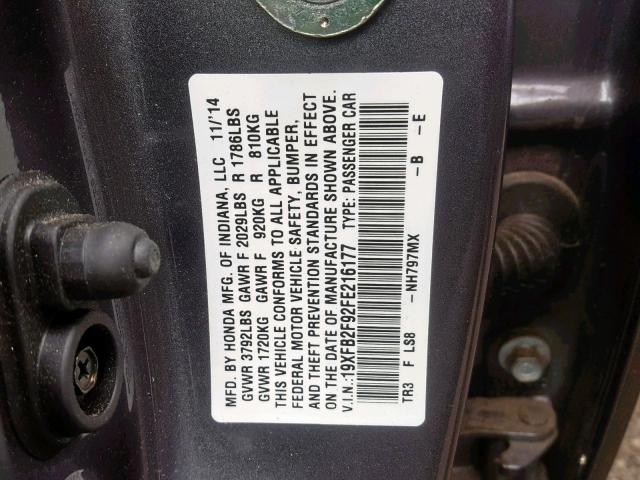 MFD. BY HONDA MFG. OF INDIANA, LLC 11/'14
GVWR 3792LBS GAWR F 2029LBS R 1786LBS
GVWR 1720KG GAWR F 920KG R 810KG
THIS VEHICLE CONFORMS TO ALL APPLICABLE
FEDERAL MOTOR VEHICLE SAFETY, BUMPER,
AND THEFT PREVENTION STANDARDS IN EFFECT
ON THE DATE OF MANUFACTURE SHOWN ABOVE.
V.I.N.:19XFB2F92FE216177 TYPE: PASSENGER CAR
TR3 F LS8 -NH797MX -B -E